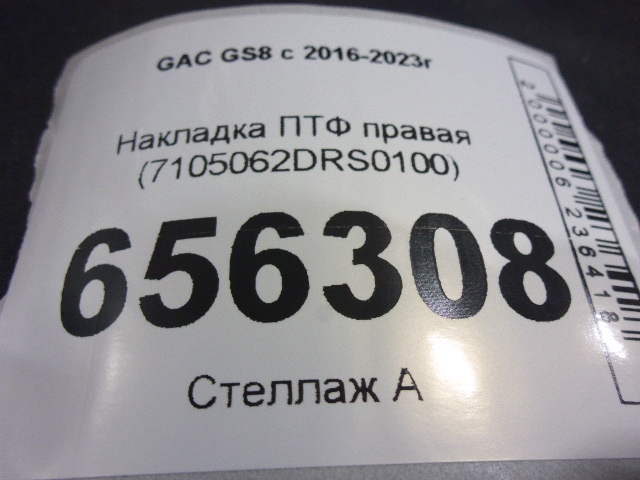 GAC GS8 с 2016-2023г
Накладка ПТФ правая
(7105062DRS0100)
656308
Стеллаж А
2000006236418